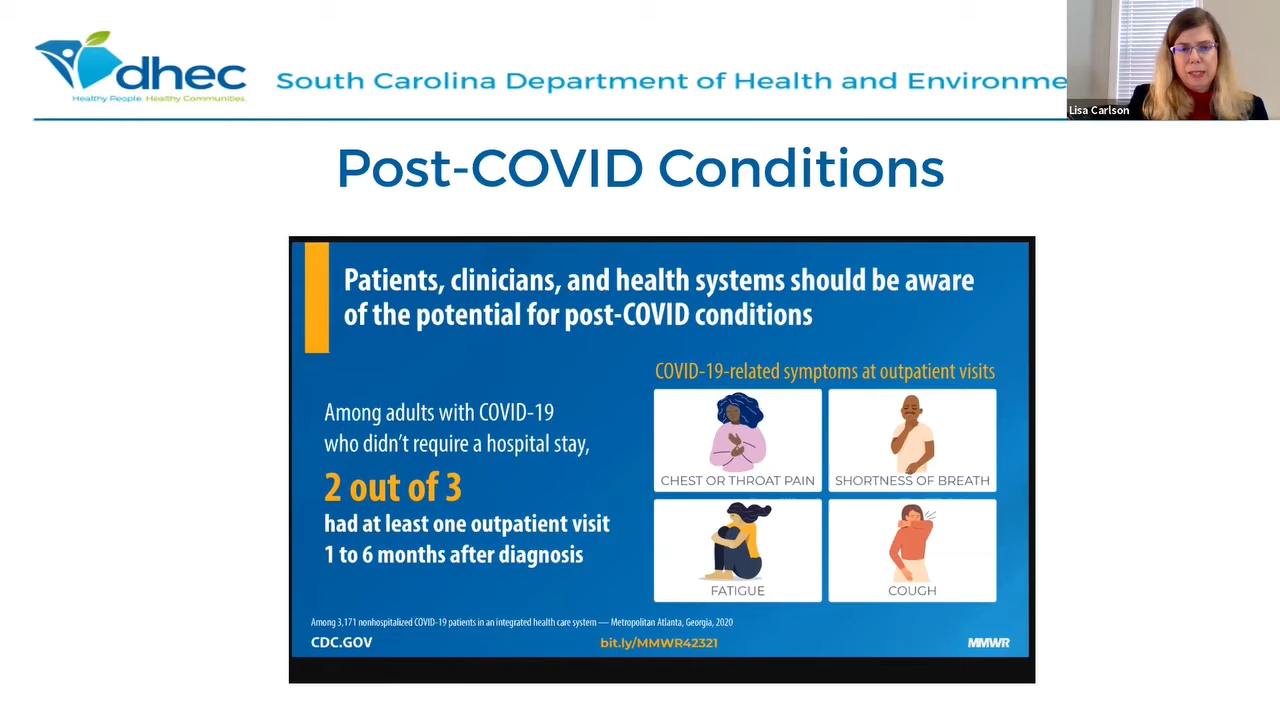 dhec
Healthy People. Healthy Communities.
South Carolina Department of Health and Environme
Lisa Carlson
Post-COVID Conditions
Patients, clinicians, and health systems should be aware
of the potential for post-COVID conditions
COVID-19-related symptoms at outpatient visits
Among adults with COVID-19
who didn't require a hospital stay,
2 out of 3
had at least one outpatient visit
1 to 6 months after diagnosis
CHEST OR THROAT PAIN
SHORTNESS OF BREATH
FATIGUE
COUGH
Among 3,171 nonhospitalized COVID-19 patients in an integrated health care system — Metropolitan Atlanta, Georgia, 2020
CDC.GOV
bit.ly/MMWR42321
MMWR